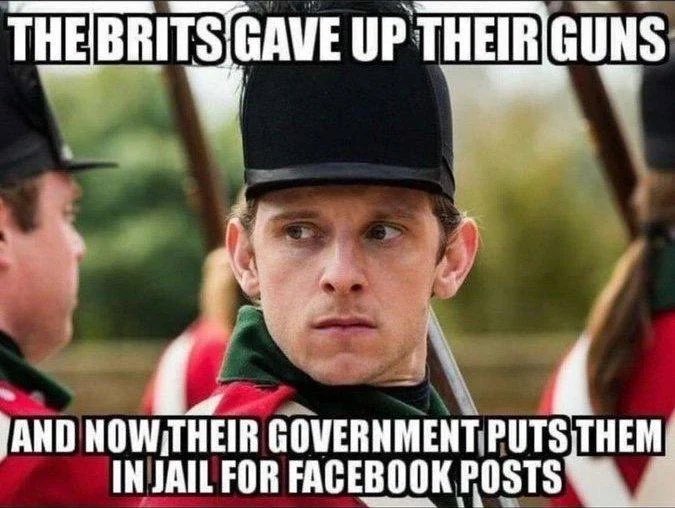 THE BRITS GAVE UP THEIR GUNS
AND NOW THEIR GOVERNMENT PUTS THEM
IN JAIL FOR FACEBOOK POSTS